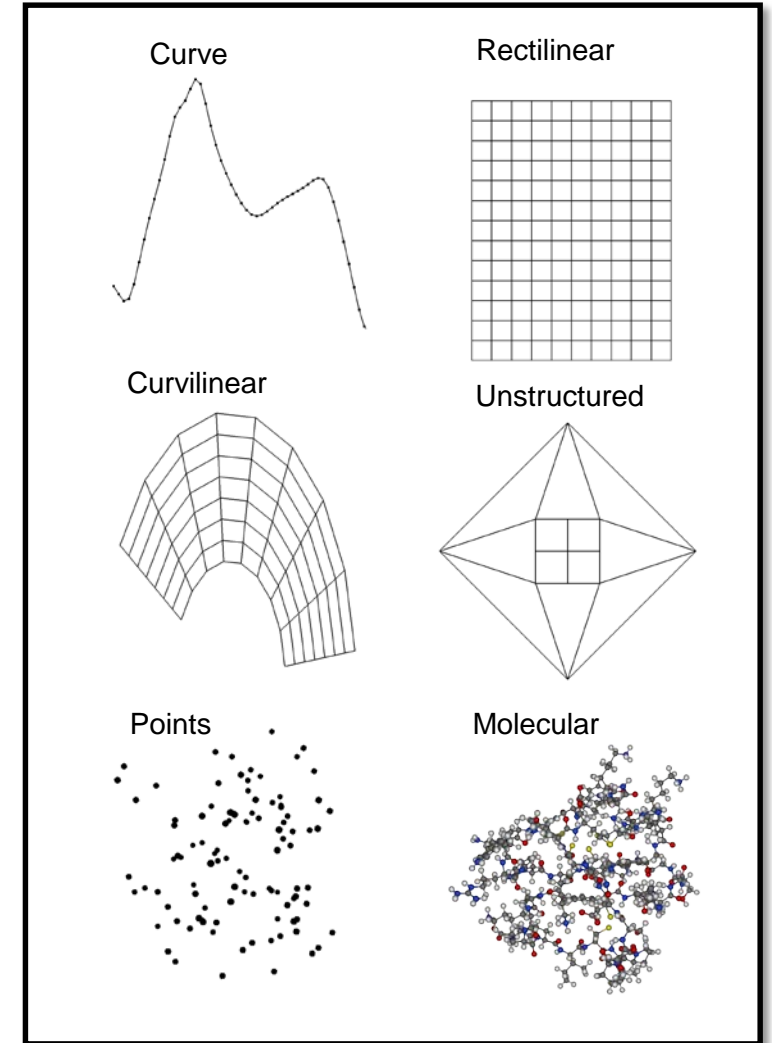 Curve
Rectilinear
Curvilinear
Unstructured
Points
Molecular